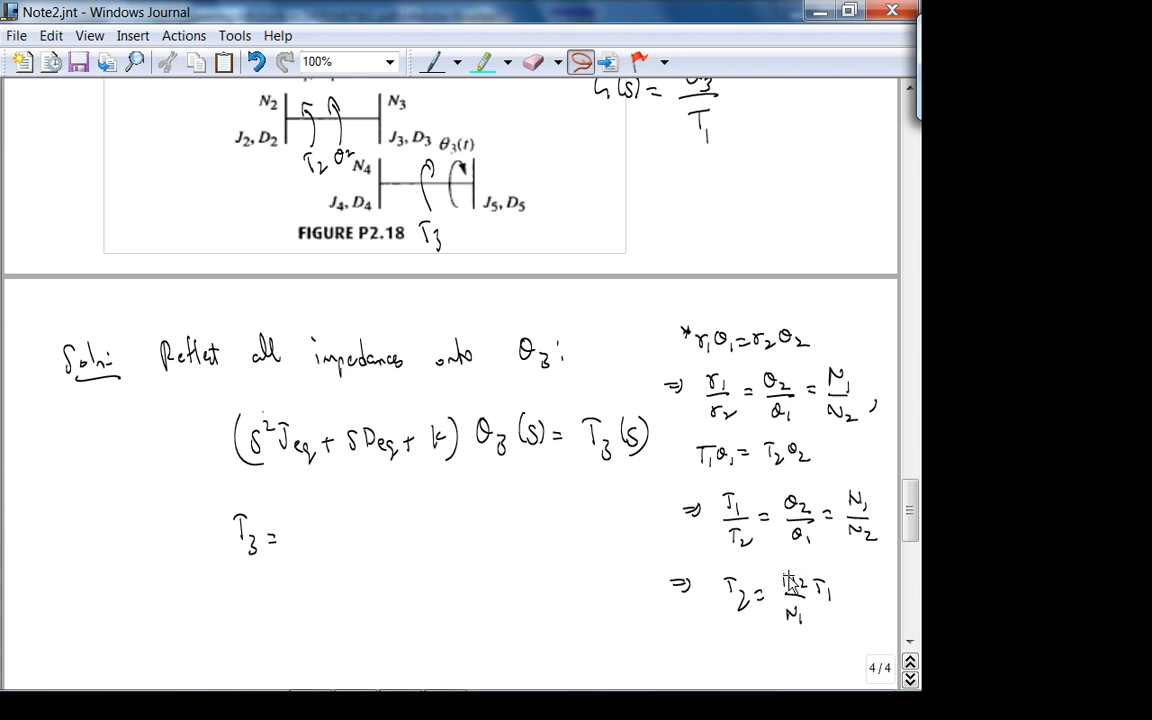 Note2.jnt - Windows Journal
File Edit View Insert Actions Tools Help
100%
N2 N3
J2, D2 J3, D3 θ3(t)
T2 θ2 N4
J4, D4 J5, D5
FIGURE P2.18 T3
G(s) = θ3/T1
Soln: Reflect all impedances onto θ3:
(s²Jeq + sDeq + k) θ3(s) = T3(s)
T3 =
*r1θ1=r2θ2
⇒ r1/r2 = θ2/θ1 = N1/N2,
T1θ1 = T2θ2
⇒ T1/T2 = θ2/θ1 = N1/N2
⇒ T2 = N2/N1 T1
4 / 4